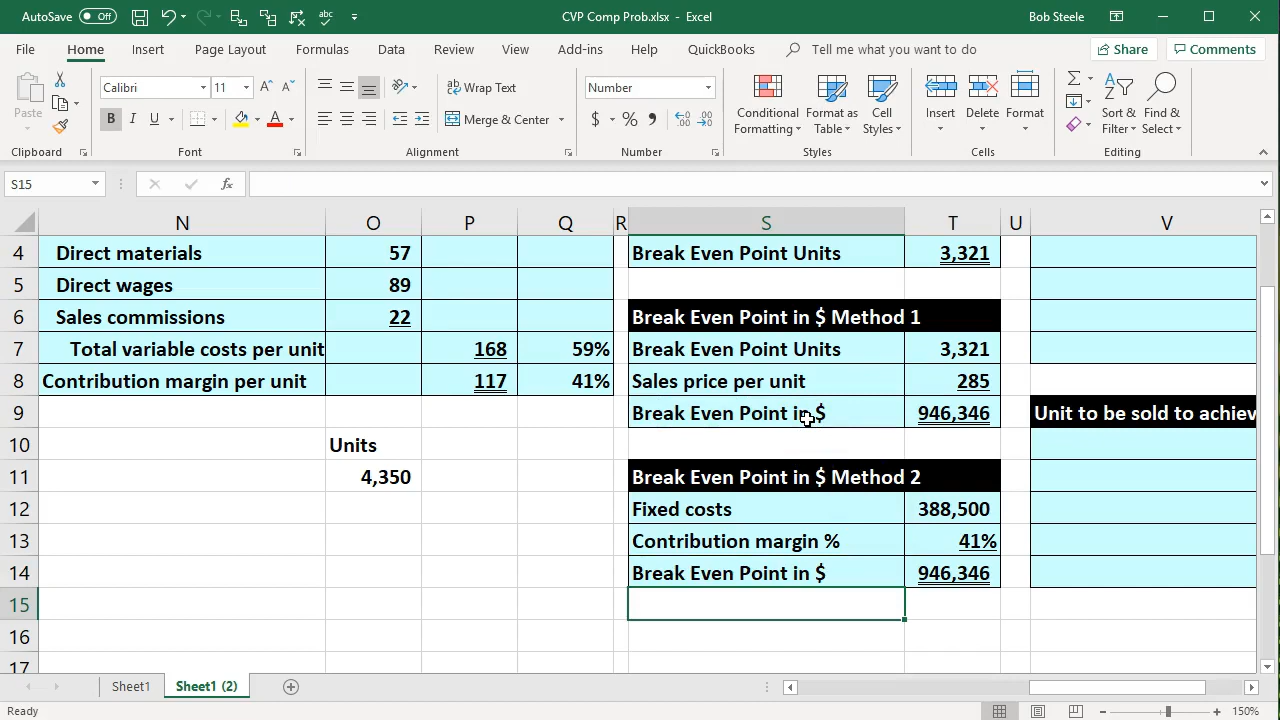 AutoSave Off CVP Comp Prob.xlsx - Excel Bob Steele
File Home Insert Page Layout Formulas Data Review View Add-ins Help QuickBooks Tell me what you want to do Share Comments
Paste Calibri 11 A A Wrap Text Number Conditional Formatting Format as Table Cell Styles Insert Delete Format Sort & Filter Find & Select
B I U A Merge & Center $ % ,
Clipboard Font Alignment Number Styles Cells Editing
S15 fx
N O P Q R S T U V
4 Direct materials 57 Break Even Point Units 3,321
5 Direct wages 89
6 Sales commissions 22 Break Even Point in $ Method 1
7 Total variable costs per unit 168 59% Break Even Point Units 3,321
8 Contribution margin per unit 117 41% Sales price per unit 285
9 Break Even Point in $ 946,346 Unit to be sold to achiev
10 Units
11 4,350 Break Even Point in $ Method 2
12 Fixed costs 388,500
13 Contribution margin % 41%
14 Break Even Point in $ 946,346
15
16
17
Sheet1 Sheet1 (2)
Ready 150%